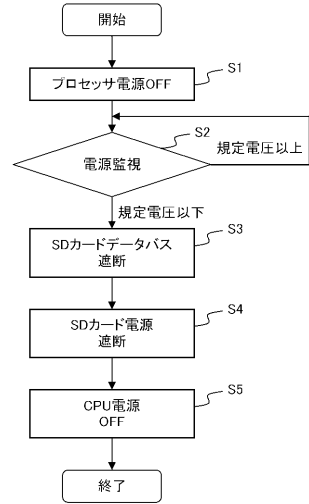 開始
プロセッサ電源OFF
S1
電源監視
S2
規定電圧以上
規定電圧以下
SDカードデータバス
遮断
S3
SDカード電源
遮断
S4
CPU電源
OFF
S5
終了